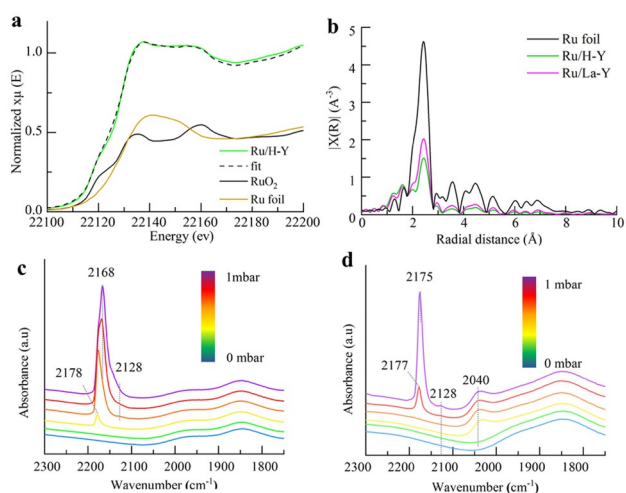 a
Normalized xμ (E)
1.0
0.5
0.0
22100 22120 22140 22160 22180 22200
Energy (ev)
Ru/H-Y
fit
RuO2
Ru foil
b
|X(R)| (A-3)
5
4
3
2
1
0
0 2 4 6 8 10
Radial distance (Å)
Ru foil
Ru/H-Y
Ru/La-Y
c
Absorbance (a.u)
2168
2178
2128
1mbar
0 mbar
2300 2200 2100 2000 1900 1800
Wavenumber (cm-1)
d
Absorbance (a.u)
2175
2177
2128
2040
1 mbar
0 mbar
2300 2200 2100 2000 1900 1800
Wavenumber (cm-1)